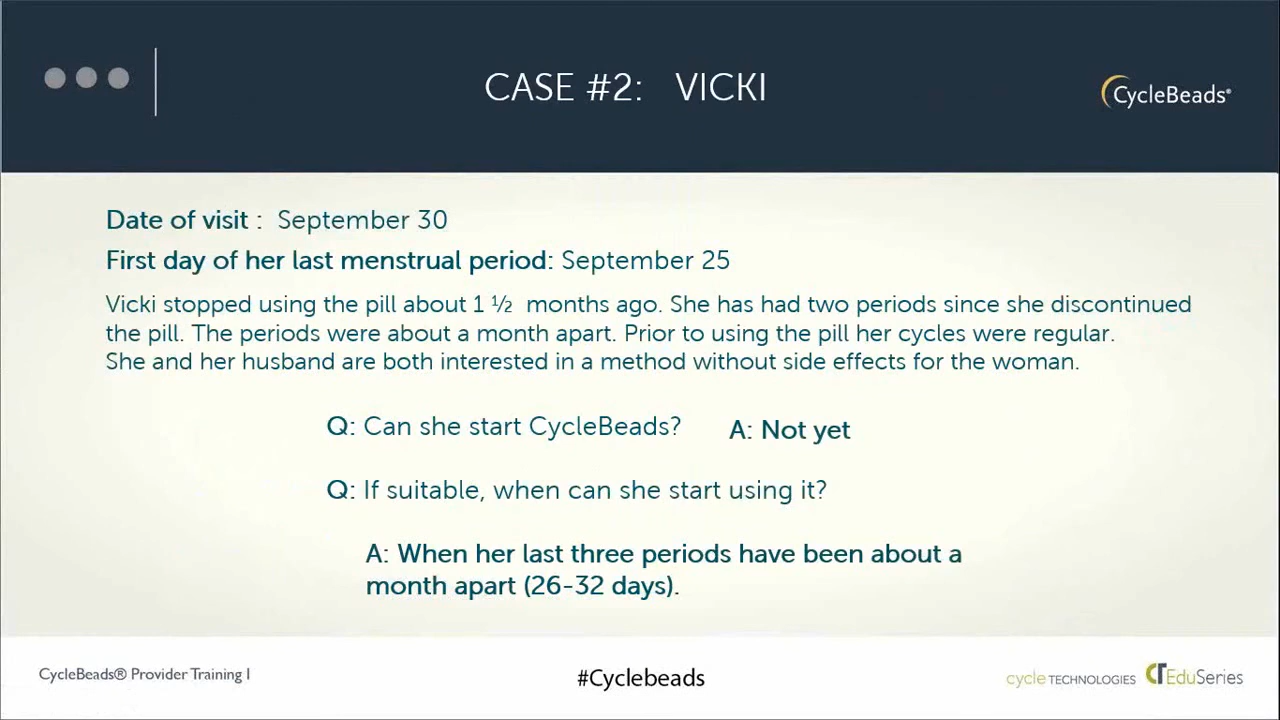 CASE #2: VICKI
CycleBeads®
Date of visit : September 30
First day of her last menstrual period: September 25
Vicki stopped using the pill about 1 ½ months ago. She has had two periods since she discontinued
the pill. The periods were about a month apart. Prior to using the pill her cycles were regular.
She and her husband are both interested in a method without side effects for the woman.
Q: Can she start CycleBeads? A: Not yet
Q: If suitable, when can she start using it?
A: When her last three periods have been about a
month apart (26-32 days).
CycleBeads® Provider Training I
#Cyclebeads
cycle TECHNOLOGIES
CT EduSeries